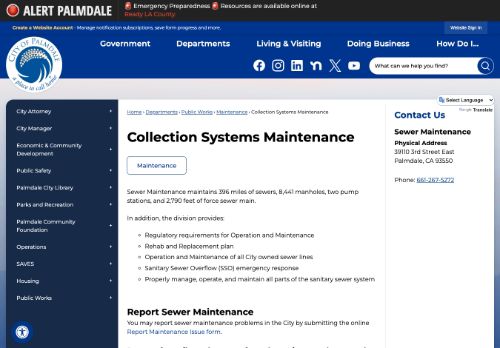 ALERT PALMDALE
🚨 Emergency Preparedness 🚨 Resources are available online at
Ready LA County.
Create a Website Account - Manage notification subscriptions, save form progress and more.
Website Sign In
CITY OF PALMDALE
a place to call home
Government
Departments
Living & Visiting
Doing Business
How Do I...
What can we help you find?
Select Language
Google Translate
City Attorney
City Manager
Economic & Community
Development
Public Safety
Palmdale City Library
Parks and Recreation
Palmdale Community
Foundation
Operations
SAVES
Housing
Public Works
Home › Departments › Public Works › Maintenance › Collection Systems Maintenance
Collection Systems Maintenance
Maintenance
Sewer Maintenance maintains 396 miles of sewers, 8,441 manholes, two pump
stations, and 2,790 feet of force sewer main.
In addition, the division provides:
Regulatory requirements for Operation and Maintenance
Rehab and Replacement plan
Operation and Maintenance of all City owned sewer lines
Sanitary Sewer Overflow (SSO) emergency response
Properly manage, operate, and maintain all parts of the sanitary sewer system
Report Sewer Maintenance
You may report sewer maintenance problems in the City by submitting the online
Report Maintenance Issue form.
Contact Us
Sewer Maintenance
Physical Address
39110 3rd Street East
Palmdale, CA 93550
Phone: 661-267-5272